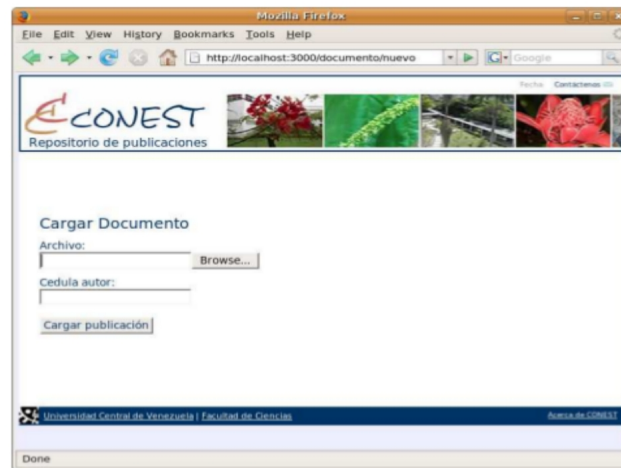 Mozilla Firefox
File Edit View History Bookmarks Tools Help
http://localhost:3000/documento/nuevo
Google
Fecha Contáctenos
CONEST
Repositorio de publicaciones
Cargar Documento
Archivo:
Browse...
Cedula autor:
Cargar publicación
Universidad Central de Venezuela | Facultad de Ciencias
Acerca de CONEST
Done